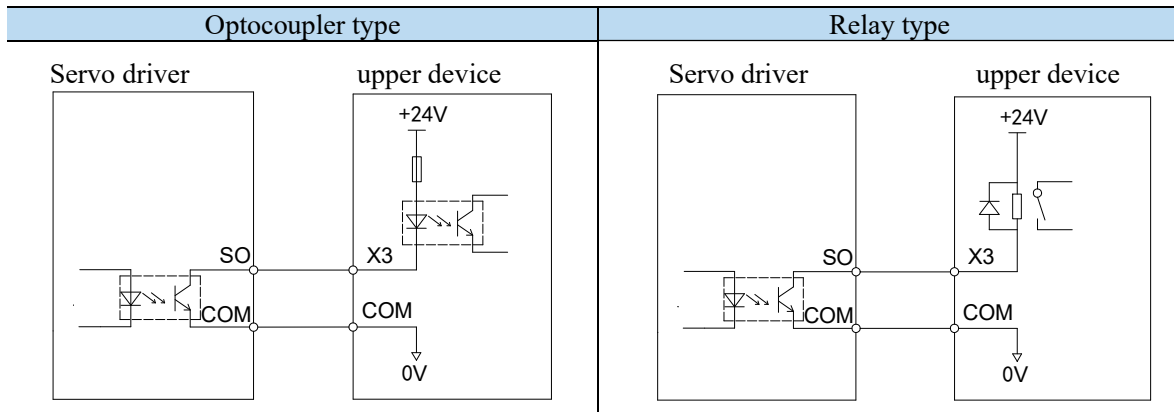 Optocoupler type
Relay type
Servo driver
upper device
+24V
SO
X3
COM
COM
0V
Servo driver
upper device
+24V
SO
X3
COM
COM
0V